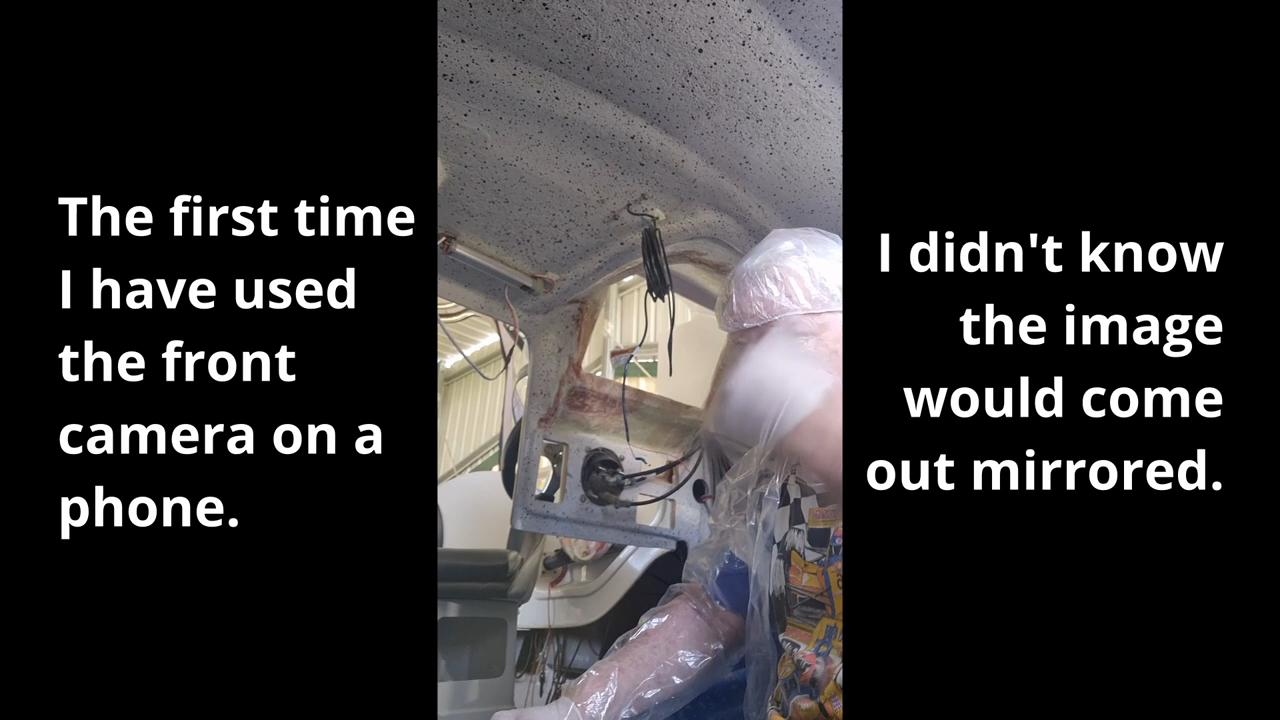 The first time
I have used
the front
camera on a
phone.
I didn't know
the image
would come
out mirrored.